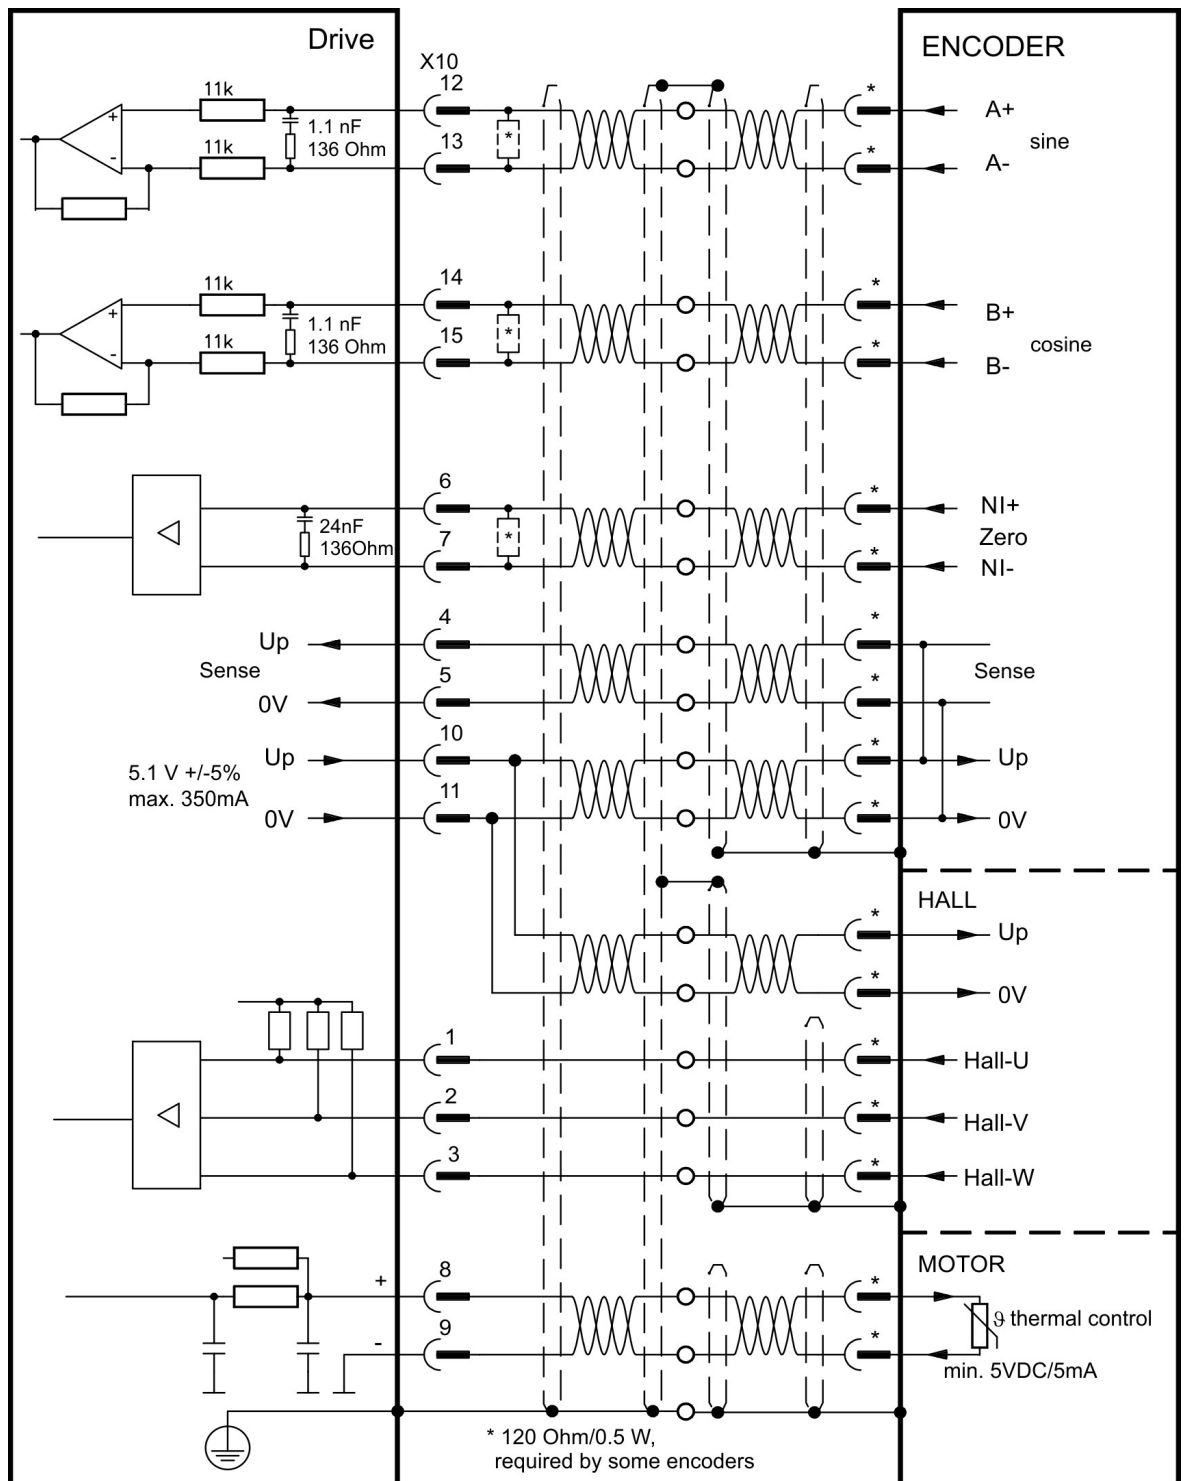 Drive
X10
ENCODER
11k
12
*
A+
+
1.1 nF
136 Ohm
*
sine
11k
13
-
*
A-
11k
14
*
B+
+
1.1 nF
136 Ohm
*
cosine
11k
15
-
*
B-
6
*
NI+
24nF
136Ohm
*
Zero
7
*
NI-
Up
4
*
Sense
Sense
0V
5
*
Up
10
*
Up
5.1 V +/-5%
max. 350mA
0V
11
*
0V
HALL
*
Up
*
0V
1
*
Hall-U
2
*
Hall-V
3
*
Hall-W
MOTOR
+
8
*
ϑ thermal control
-
9
*
min. 5VDC/5mA
* 120 Ohm/0.5 W,
required by some encoders